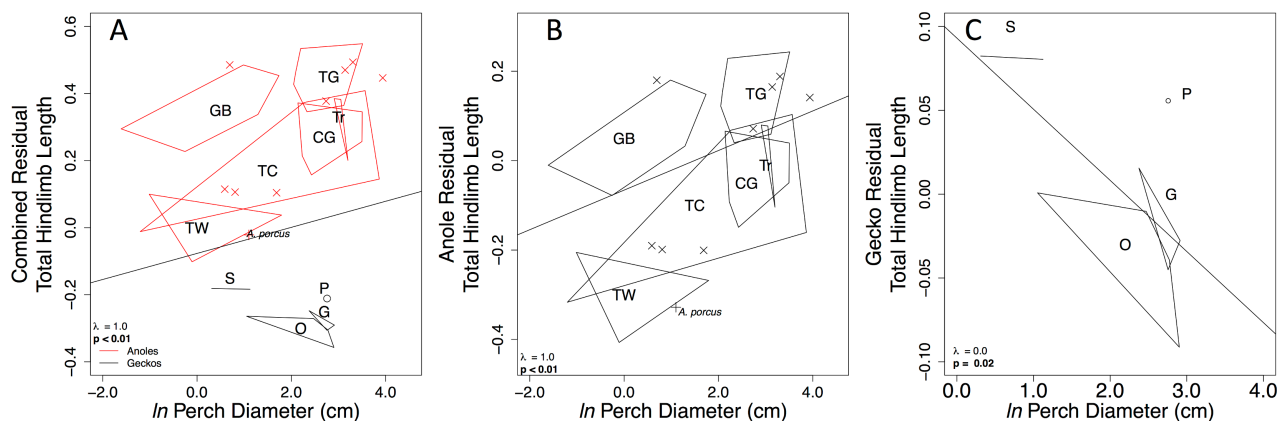 A
Combined Residual
Total Hindlimb Length
0.6
0.4
0.2
0.0
−0.2
−0.4
TG
GB
Tr
CG
TC
TW
A. porcus
S
P
G
O
λ = 1.0
p < 0.01
Anoles
Geckos
−2.0
0.0
2.0
4.0
ln Perch Diameter (cm)
B
Anole Residual
Total Hindlimb Length
0.2
0.0
−0.2
−0.4
TG
GB
Tr
CG
TC
TW
A. porcus
λ = 1.0
p < 0.01
−2.0
0.0
2.0
4.0
ln Perch Diameter (cm)
C
Gecko Residual
Total Hindlimb Length
0.10
0.05
0.00
−0.05
−0.10
S
P
G
O
λ = 0.0
p = 0.02
0.0
1.0
2.0
3.0
4.0
ln Perch Diameter (cm)